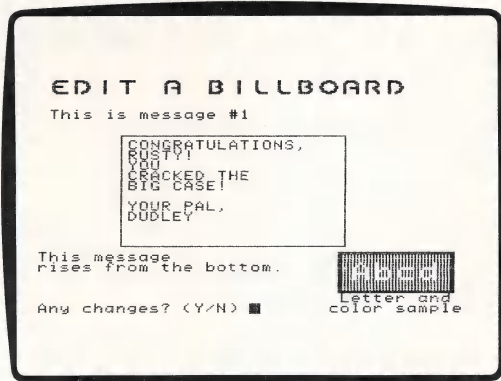 EDIT A BILLBOARD
This is message #1
CONGRATULATIONS,
RUSTY!
YOU
CRACKED THE
BIG CASE!
YOUR PAL,
DUDLEY
This message
rises from the bottom.
Abcd
Letter and
color sample
Any changes? (Y/N)